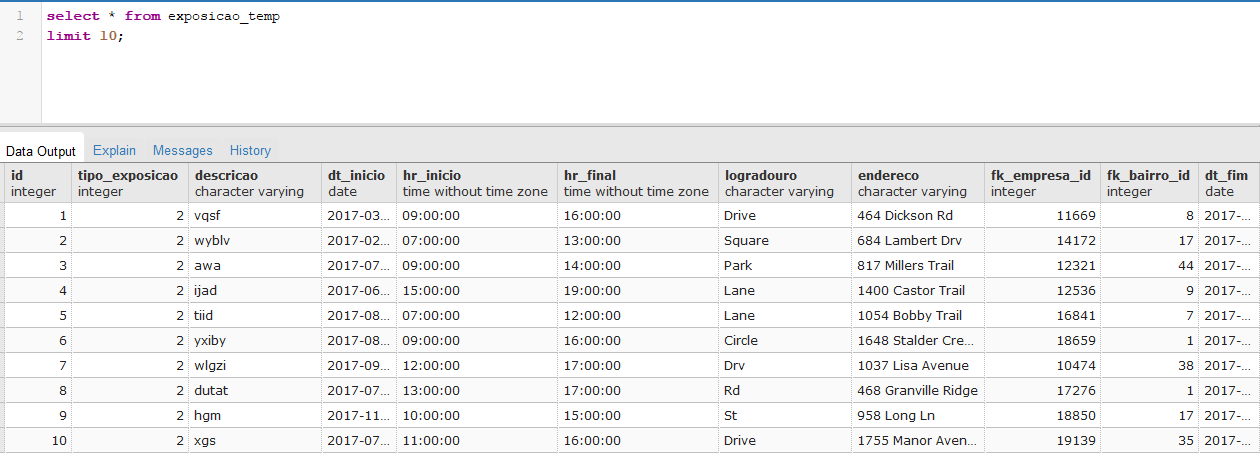 1 select * from exposicao_temp
2 limit 10;
Data Output Explain Messages History
id tipo_exposicao descricao dt_inicio hr_inicio hr_final logradouro endereco fk_empresa_id fk_bairro_id dt_fim
integer integer character varying date time without time zone time without time zone character varying character varying integer integer date
1 2 vqsf 2017-03... 09:00:00 16:00:00 Drive 464 Dickson Rd 11669 8 2017-...
2 2 wyblv 2017-02... 07:00:00 13:00:00 Square 684 Lambert Drv 14172 17 2017-...
3 2 awa 2017-07... 09:00:00 14:00:00 Park 817 Millers Trail 12321 44 2017-...
4 2 ijad 2017-06... 15:00:00 19:00:00 Lane 1400 Castor Trail 12536 9 2017-...
5 2 tiid 2017-08... 07:00:00 12:00:00 Lane 1054 Bobby Trail 16841 7 2017-...
6 2 yxiby 2017-08... 09:00:00 16:00:00 Circle 1648 Stalder Cre... 18659 1 2017-...
7 2 wlgzi 2017-09... 12:00:00 17:00:00 Drv 1037 Lisa Avenue 10474 38 2017-...
8 2 dutat 2017-07... 13:00:00 17:00:00 Rd 468 Granville Ridge 17276 1 2017-...
9 2 hgm 2017-11... 10:00:00 15:00:00 St 958 Long Ln 18850 17 2017-...
10 2 xgs 2017-07... 11:00:00 16:00:00 Drive 1755 Manor Aven... 19139 35 2017-...